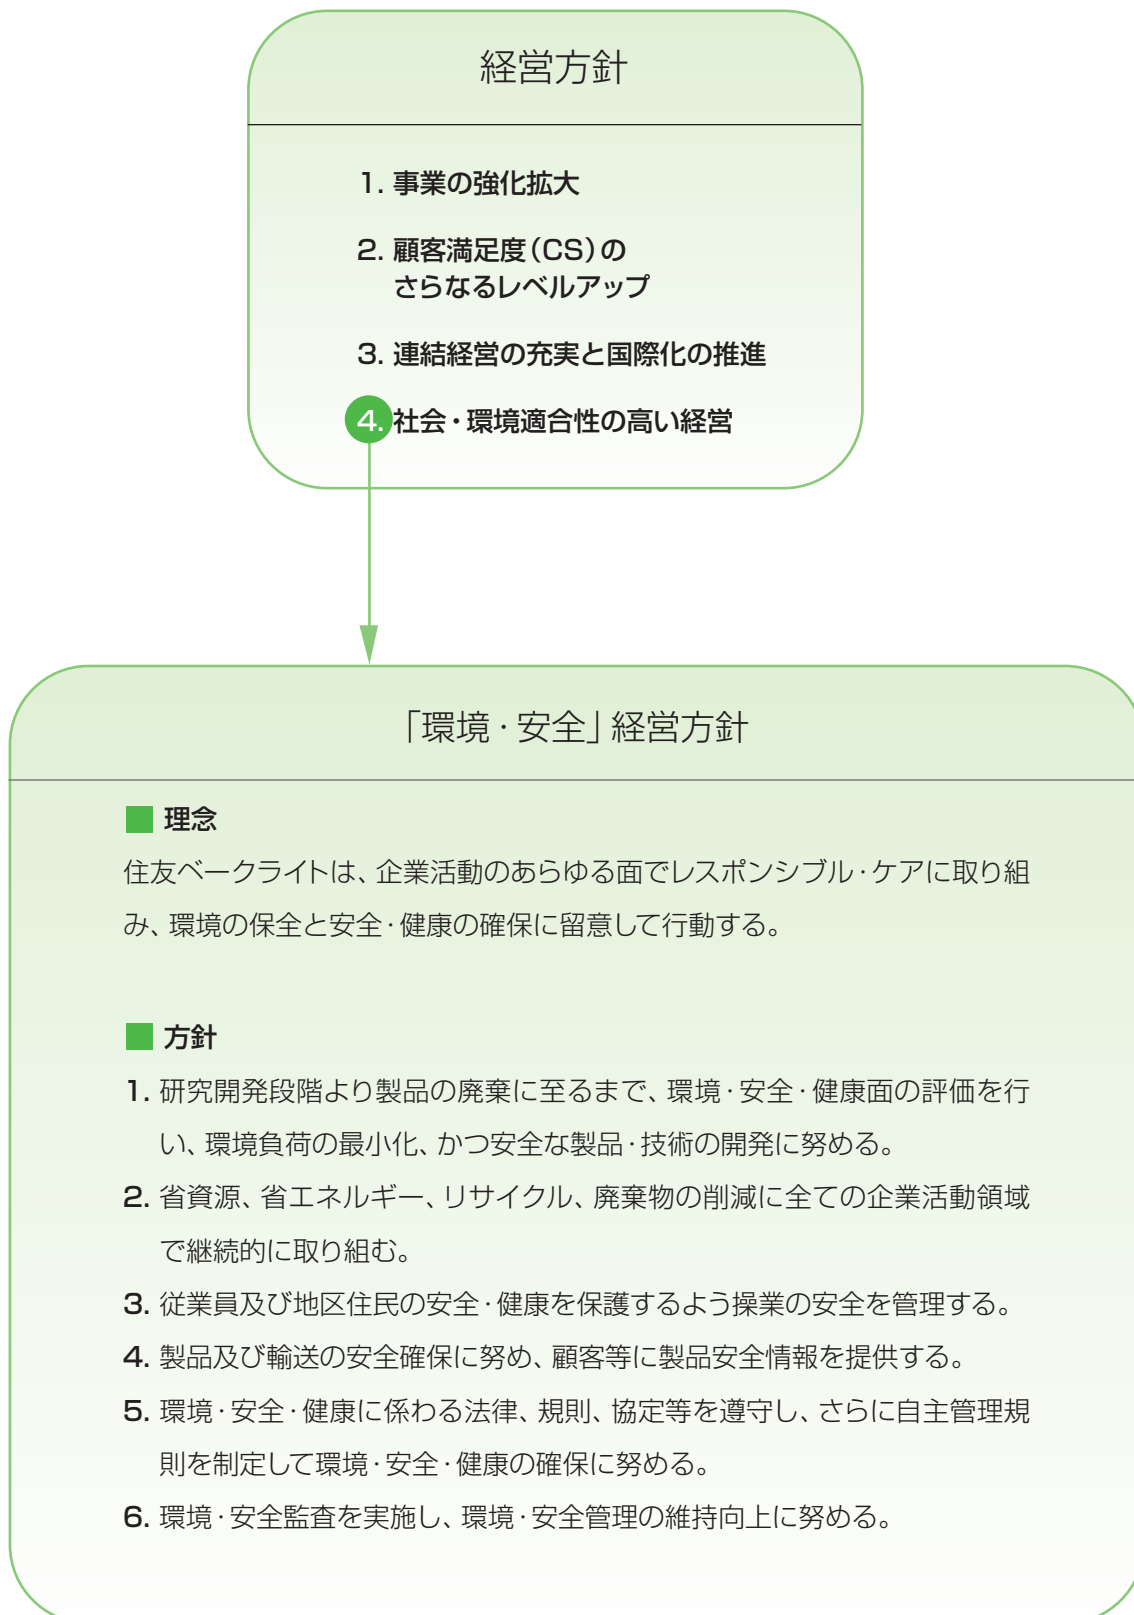 経営方針
1. 事業の強化拡大
2. 顧客満足度(CS)の
さらなるレベルアップ
3. 連結経営の充実と国際化の推進
4. 社会・環境適合性の高い経営
「環境・安全」経営方針
■ 理念
住友ベークライトは、企業活動のあらゆる面でレスポンシブル・ケアに取り組
み、環境の保全と安全・健康の確保に留意して行動する。
■ 方針
1. 研究開発段階より製品の廃棄に至るまで、環境・安全・健康面の評価を行
い、環境負荷の最小化、かつ安全な製品・技術の開発に努める。
2. 省資源、省エネルギー、リサイクル、廃棄物の削減に全ての企業活動領域
で継続的に取り組む。
3. 従業員及び地区住民の安全・健康を保護するよう操業の安全を管理する。
4. 製品及び輸送の安全確保に努め、顧客等に製品安全情報を提供する。
5. 環境・安全・健康に係わる法律、規則、協定等を遵守し、さらに自主管理規
則を制定して環境・安全・健康の確保に努める。
6. 環境・安全監査を実施し、環境・安全管理の維持向上に努める。